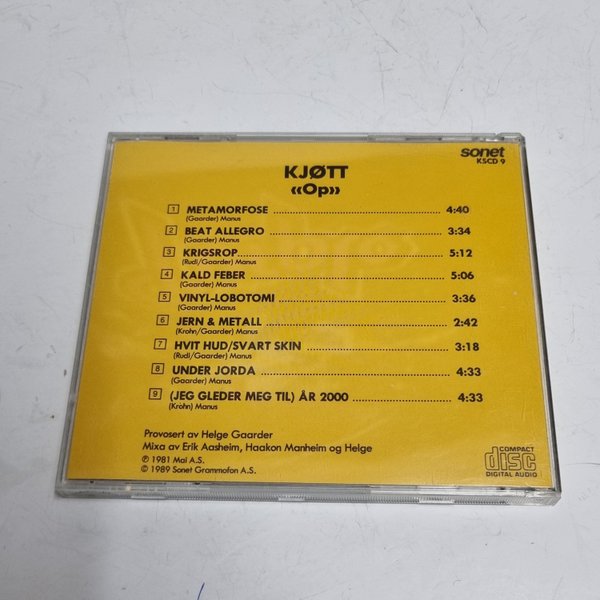 sonet
KSCD 9
KJØTT
«Op»
1 METAMORFOSE 4:40
(Gaarder) Manus
2 BEAT ALLEGRO 3:34
(Gaarder) Manus
3 KRIGSROP 5:12
(Rudi/Gaarder) Manus
4 KALD FEBER 5:06
(Gaarder) Manus
5 VINYL-LOBOTOMI 3:36
(Gaarder) Manus
6 JERN & METALL 2:42
(Krohn/Gaarder) Manus
7 HVIT HUD/SVART SKIN 3:18
(Rudi/Gaarder) Manus
8 UNDER JORDA 4:33
(Gaarder) Manus
9 (JEG GLEDER MEG TIL) ÅR 2000 4:33
(Krohn) Manus
Provosert av Helge Gaarder
Mixa av Erik Aasheim, Haakon Manheim og Helge
℗ 1981 Mai A.S.
© 1989 Sonet Grammofon A.S.
COMPACT
disc
DIGITAL AUDIO